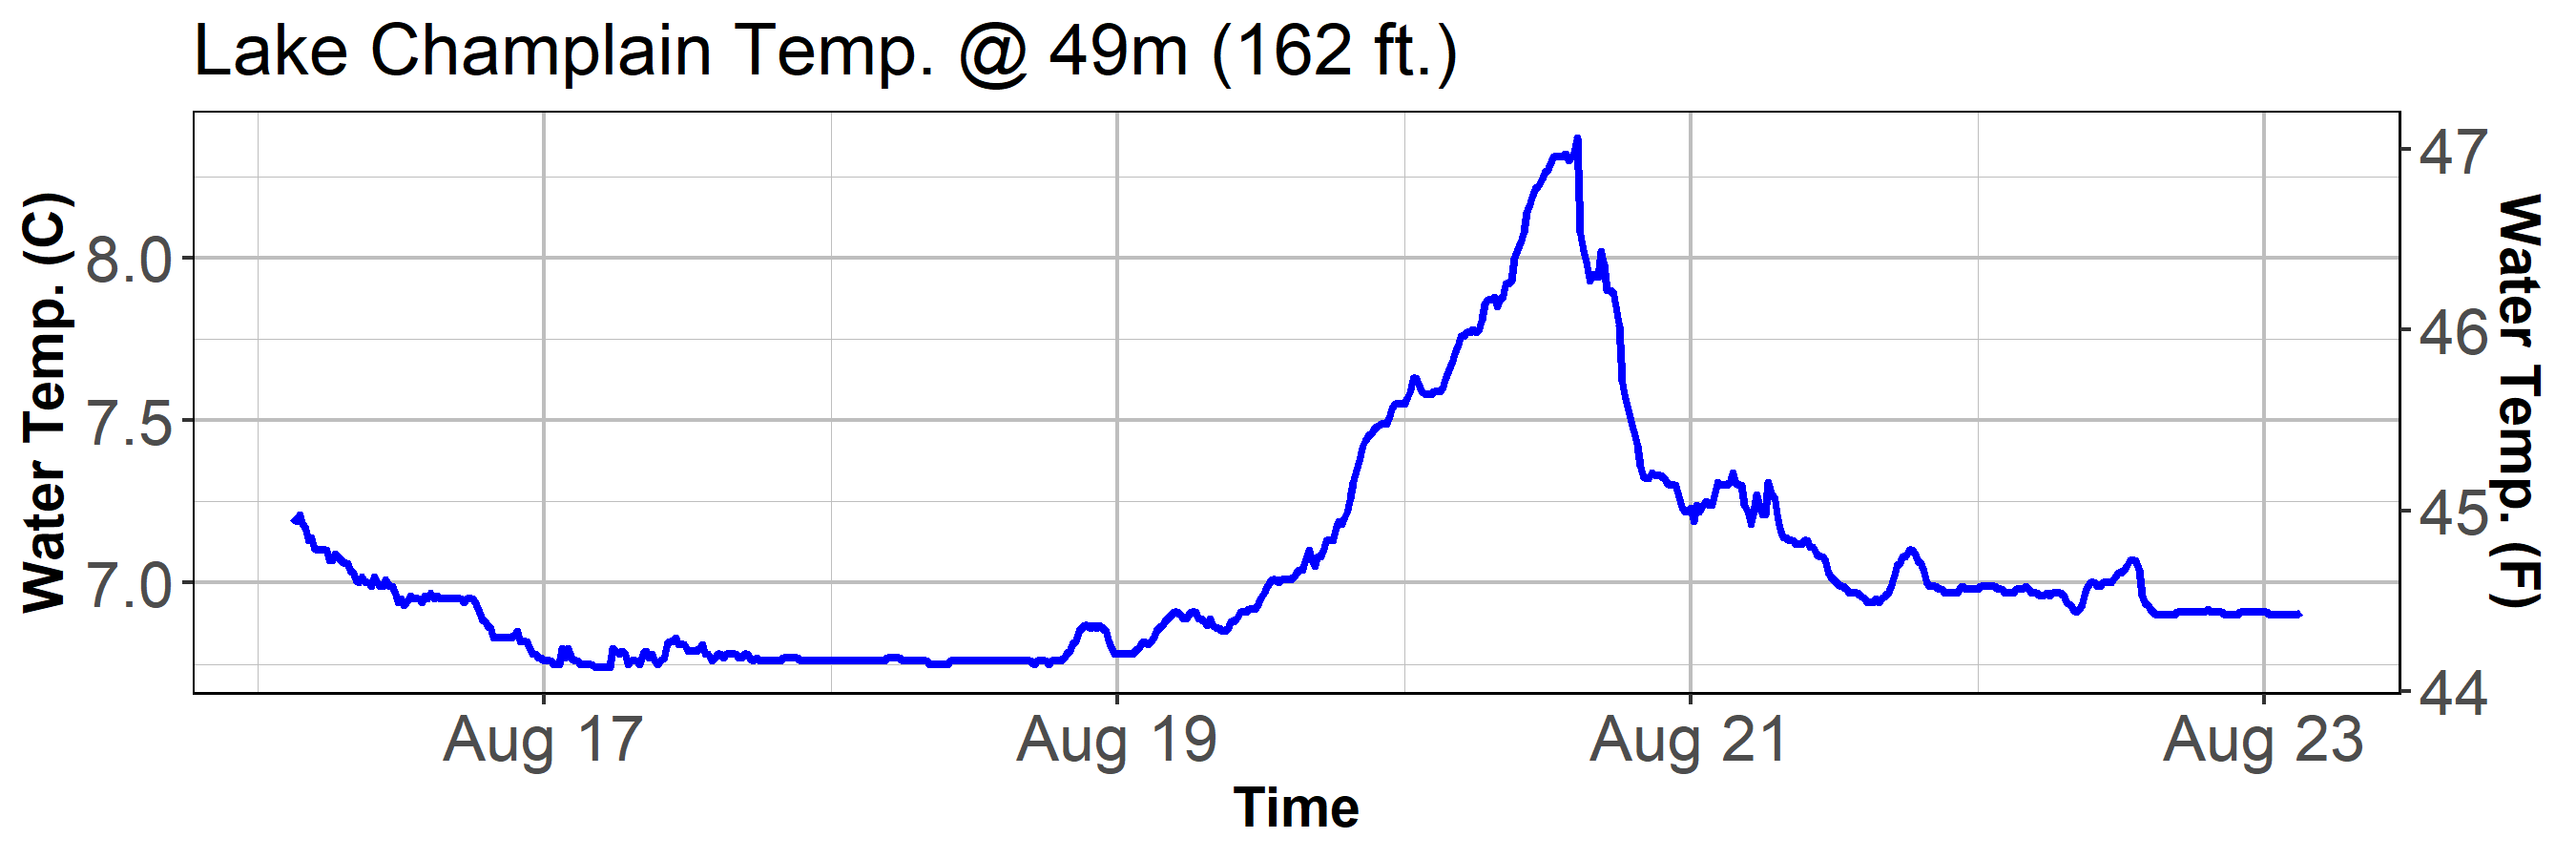 Lake Champlain Temp. @ 49m (162 ft.)
Water Temp. (C)
8.0
7.5
7.0
47
46
45
44
Water Temp. (F)
Aug 17 Aug 19 Aug 21 Aug 23
Time